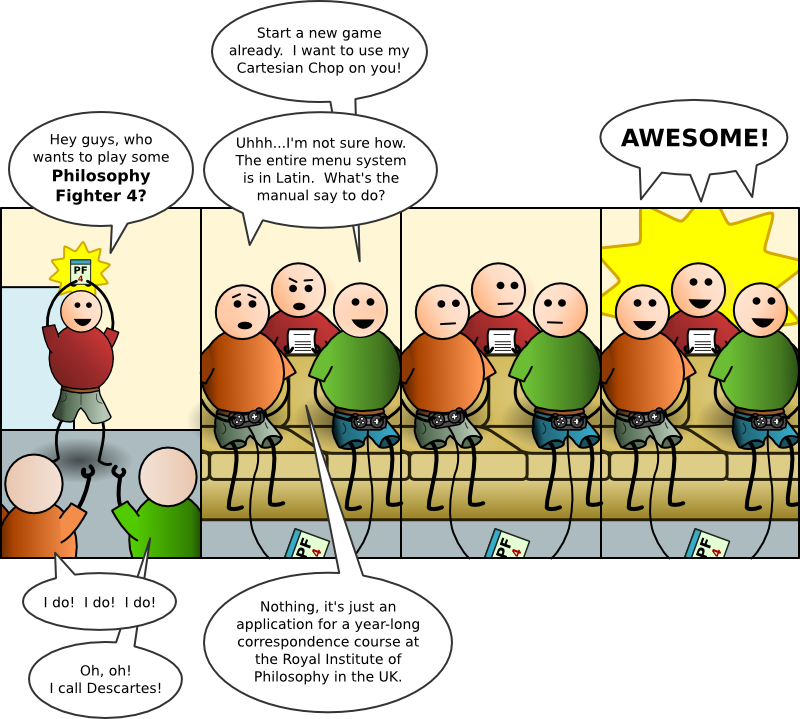 Hey guys, who
wants to play some
Philosophy
Fighter 4?
PF
4
I do!  I do!  I do!
Oh, oh!
I call Descartes!
Start a new game
already.  I want to use my
Cartesian Chop on you!
Uhhh...I'm not sure how.
The entire menu system
is in Latin.  What's the
manual say to do?
Nothing, it's just an
application for a year-long
correspondence course at
the Royal Institute of
Philosophy in the UK.
PF
4
PF
4
AWESOME!
PF
4